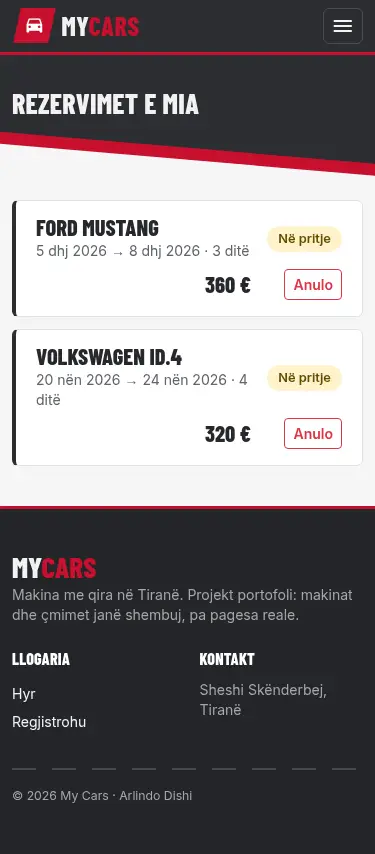 MYCARS
REZERVIMET E MIA
FORD MUSTANG
5 dhj 2026 → 8 dhj 2026 · 3 ditë
Në pritje
360 €
Anulo
VOLKSWAGEN ID.4
20 nën 2026 → 24 nën 2026 · 4
ditë
Në pritje
320 €
Anulo
MYCARS
Makina me qira në Tiranë. Projekt portofoli: makinat
dhe çmimet janë shembuj, pa pagesa reale.
LLOGARIA
Hyr
Regjistrohu
KONTAKT
Sheshi Skënderbej,
Tiranë
© 2026 My Cars · Arlindo Dishi